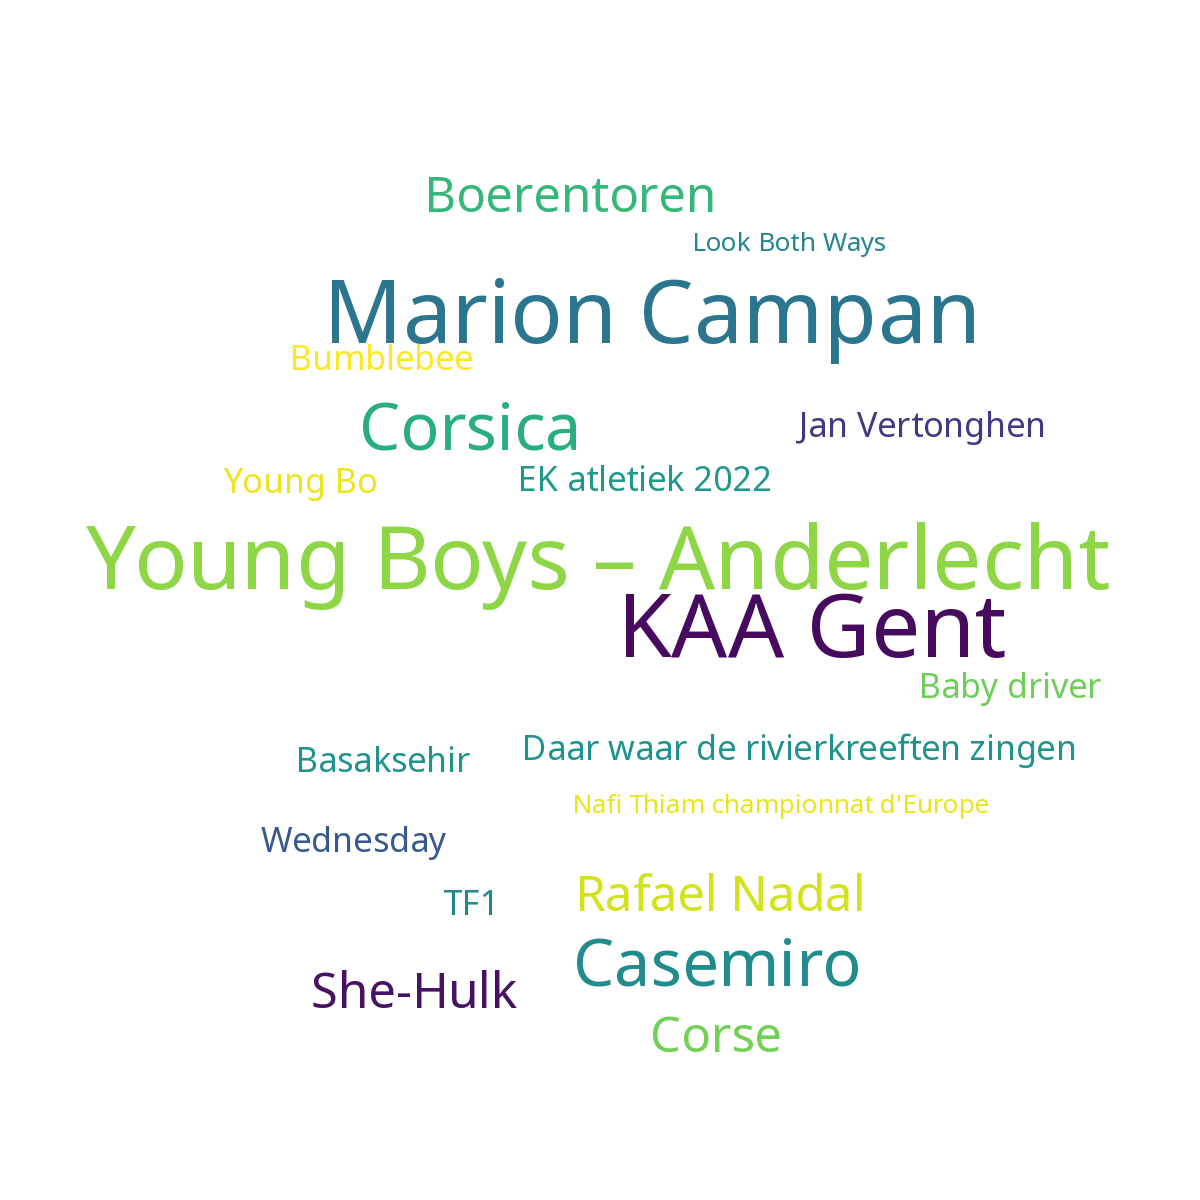 Boerentoren
Look Both Ways
Marion Campan
Bumblebee
Corsica
Jan Vertonghen
Young Bo
EK atletiek 2022
Young Boys – Anderlecht
KAA Gent
Baby driver
Daar waar de rivierkreeften zingen
Basaksehir
Nafi Thiam championnat d'Europe
Wednesday
Rafael Nadal
TF1
Casemiro
She-Hulk
Corse